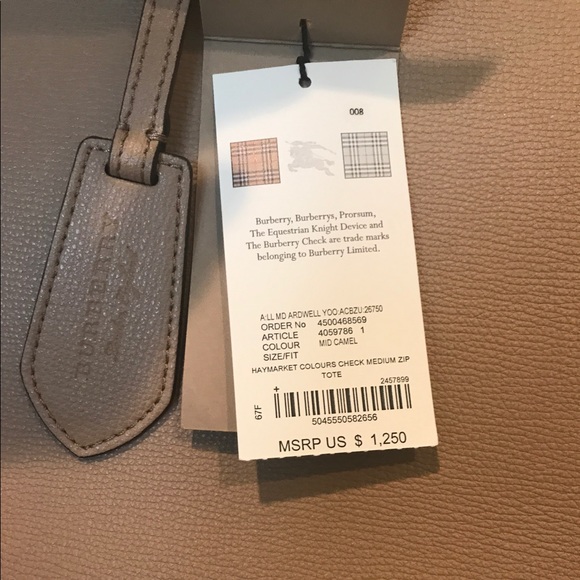 008
Burberry, Burberrys, Prorsum,
The Equestrian Knight Device and
The Burberry Check are trade marks
belonging to Burberry Limited.
A:LL MD ARDWELL YOO:ACBZU:26750
ORDER No 4500468569
ARTICLE 4059786 1
COLOUR MID CAMEL
SIZE/FIT
HAYMARKET COLOURS CHECK MEDIUM ZIP
TOTE
2457899
67F
5045550582656
MSRP US $ 1,250